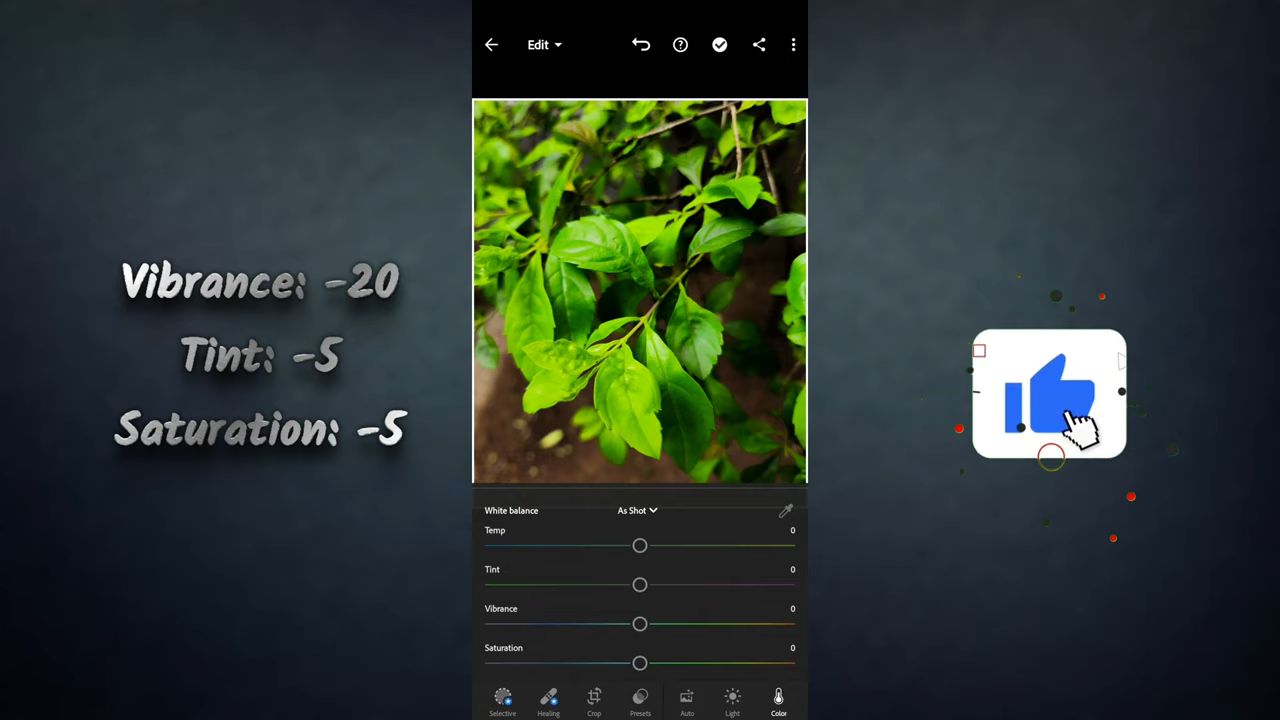 Edit
Vibrance: -20
Tint: -5
Saturation: -5
White balance As Shot
Temp 0
Tint 0
Vibrance 0
Saturation 0
Selective Healing Crop Presets Auto Light Color